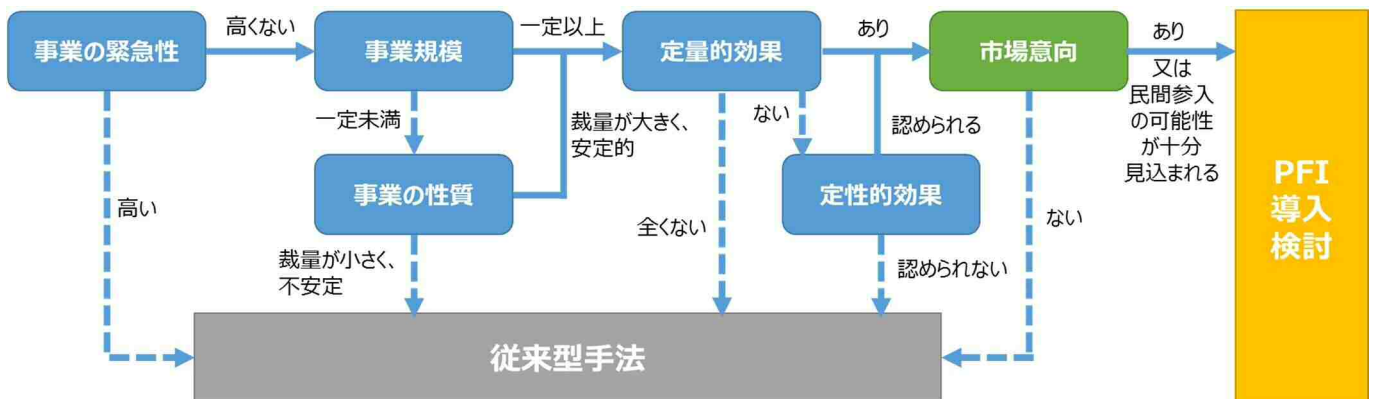 事業の緊急性
高くない
事業規模
一定以上
定量的効果
あり
市場意向
あり
又は
民間参入
の可能性
が十分
見込まれる
PFI
導入
検討
一定未満
裁量が大きく、
安定的
ない
認められる
事業の性質
定性的効果
高い
裁量が小さく、
不安定
全くない
認められない
ない
従来型手法